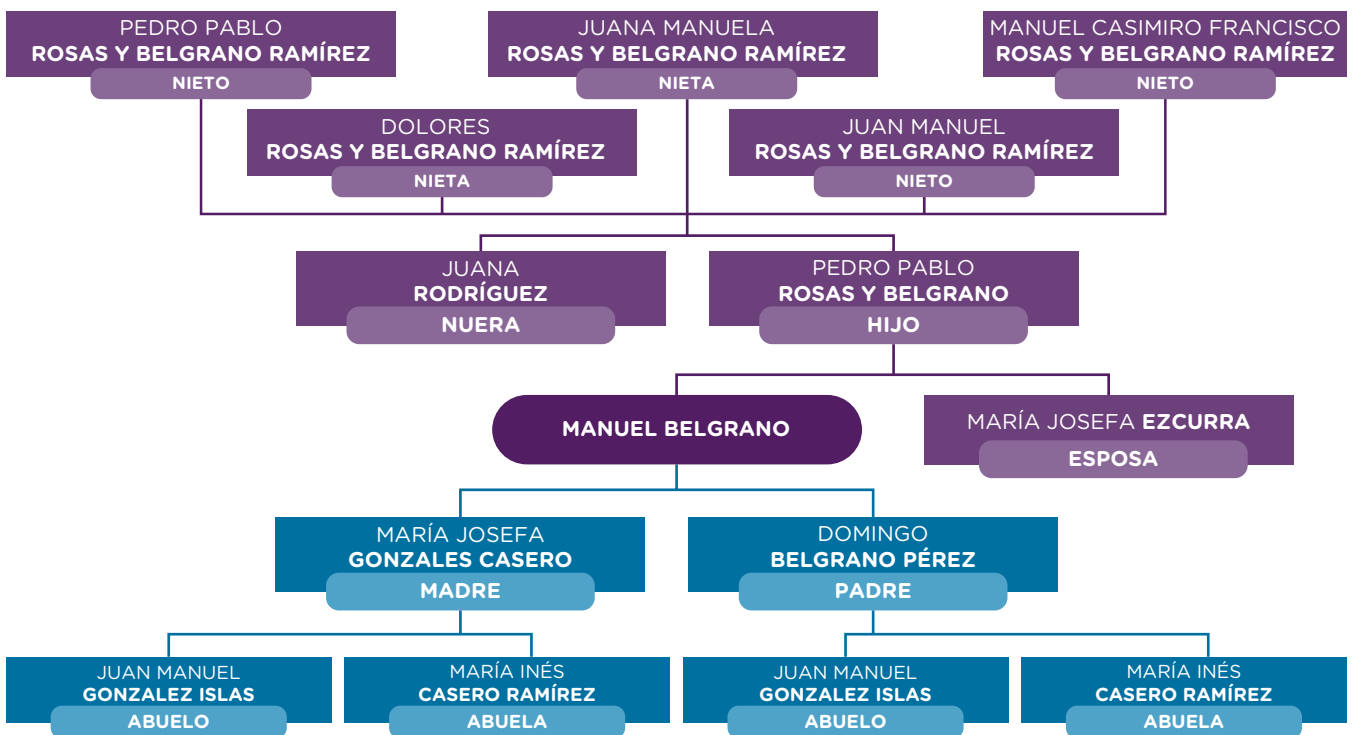 PEDRO PABLO
ROSAS Y BELGRANO RAMÍREZ
NIETO
JUANA MANUELA
ROSAS Y BELGRANO RAMÍREZ
NIETA
MANUEL CASIMIRO FRANCISCO
ROSAS Y BELGRANO RAMÍREZ
NIETO
DOLORES
ROSAS Y BELGRANO RAMÍREZ
NIETA
JUAN MANUEL
ROSAS Y BELGRANO RAMÍREZ
NIETO
JUANA
RODRÍGUEZ
NUERA
PEDRO PABLO
ROSAS Y BELGRANO
HIJO
MANUEL BELGRANO
MARÍA JOSEFA EZCURRA
ESPOSA
MARÍA JOSEFA
GONZALES CASERO
MADRE
DOMINGO
BELGRANO PÉREZ
PADRE
JUAN MANUEL
GONZALEZ ISLAS
ABUELO
MARÍA INÉS
CASERO RAMÍREZ
ABUELA
JUAN MANUEL
GONZALEZ ISLAS
ABUELO
MARÍA INÉS
CASERO RAMÍREZ
ABUELA